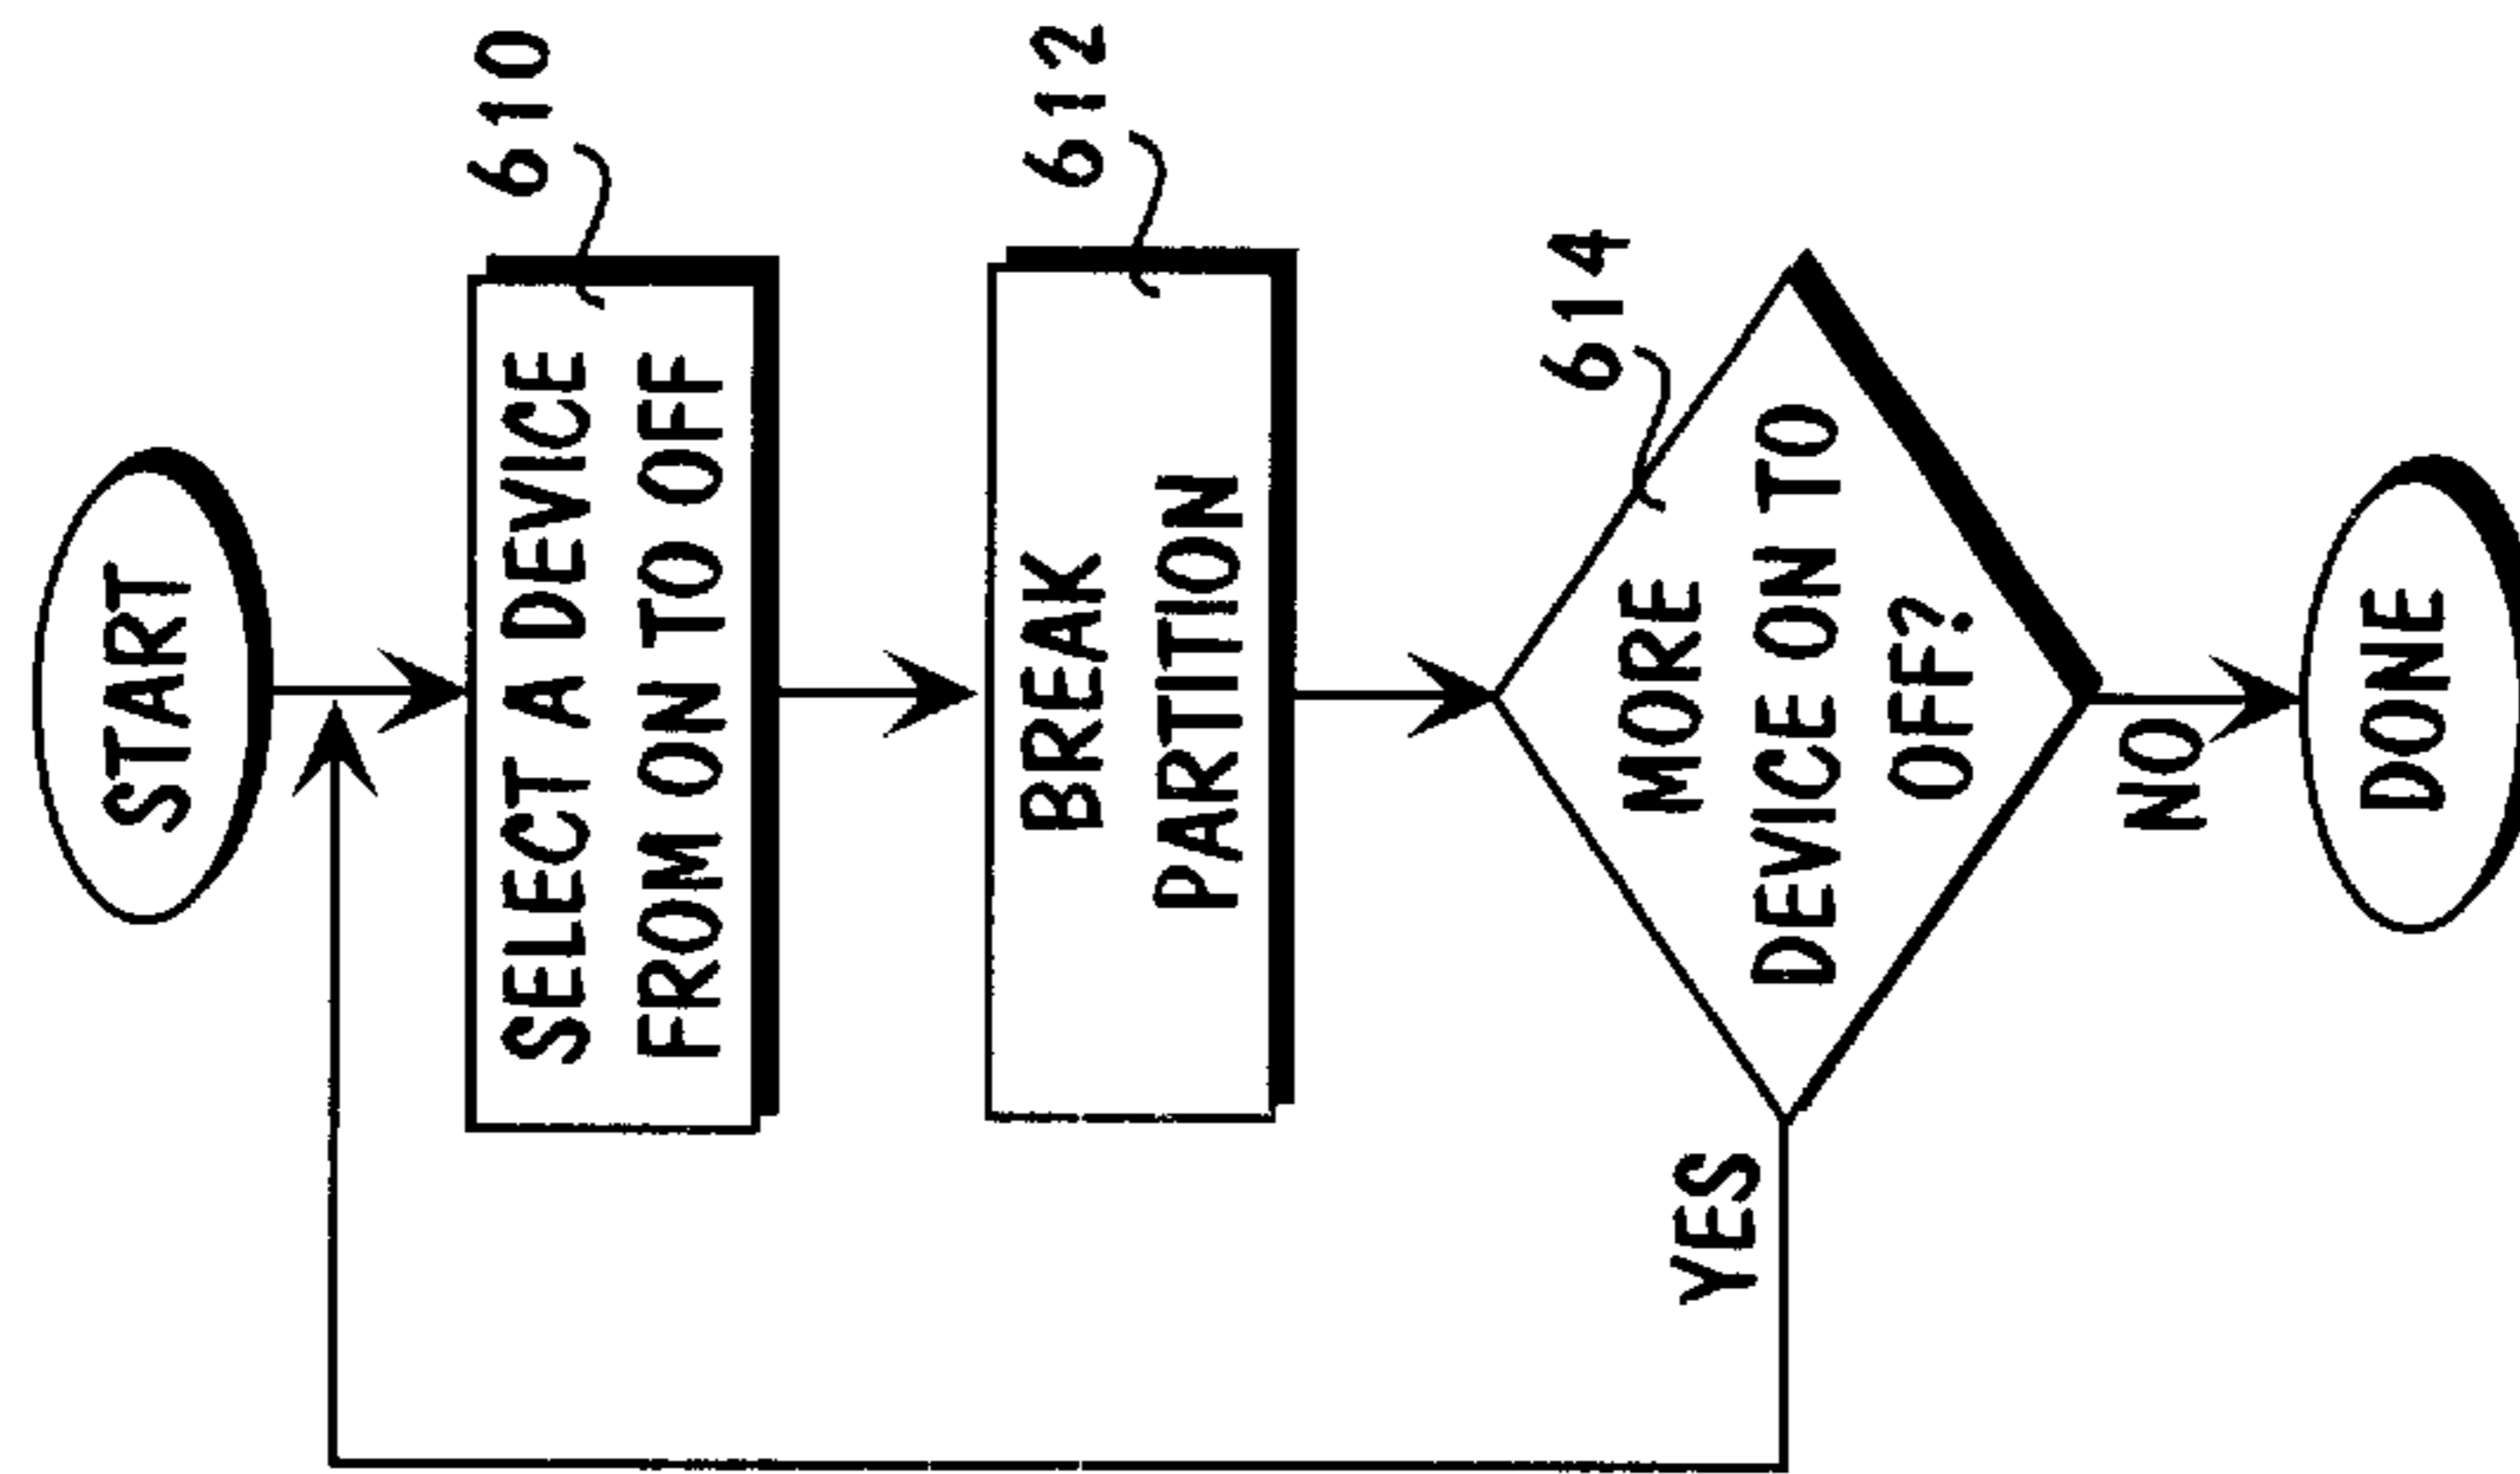 START
610
SELECT A DEVICE
FROM ON TO OFF
612
BREAK
PARTITION
614
MORE
DEVICE ON TO
OFF?
YES
NO
DONE